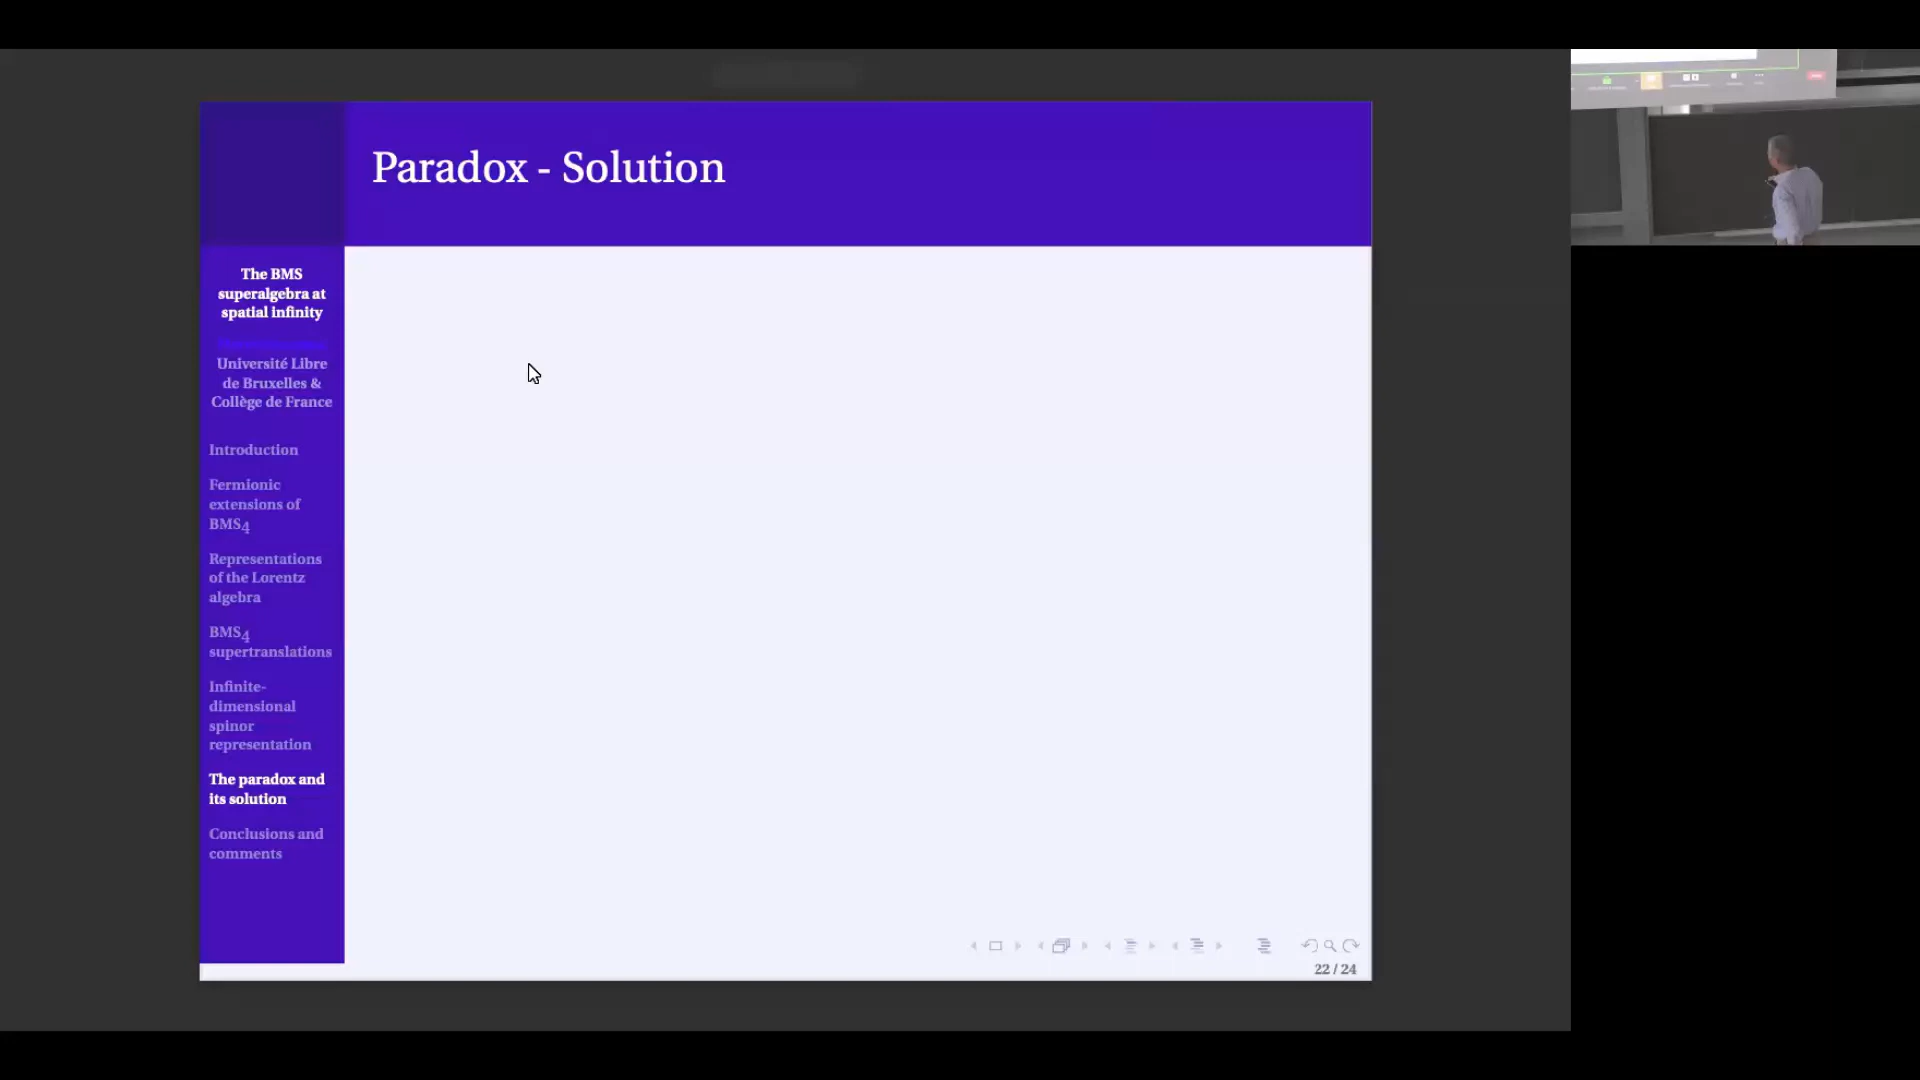 Paradox - Solution
The BMS
superalgebra at
spatial infinity
Université Libre
de Bruxelles &
Collège de France
Introduction
Fermionic
extensions of
BMS4
Representations
of the Lorentz
algebra
BMS4
supertranslations
Infinite-
dimensional
spinor
representation
The paradox and
its solution
Conclusions and
comments
22 / 24